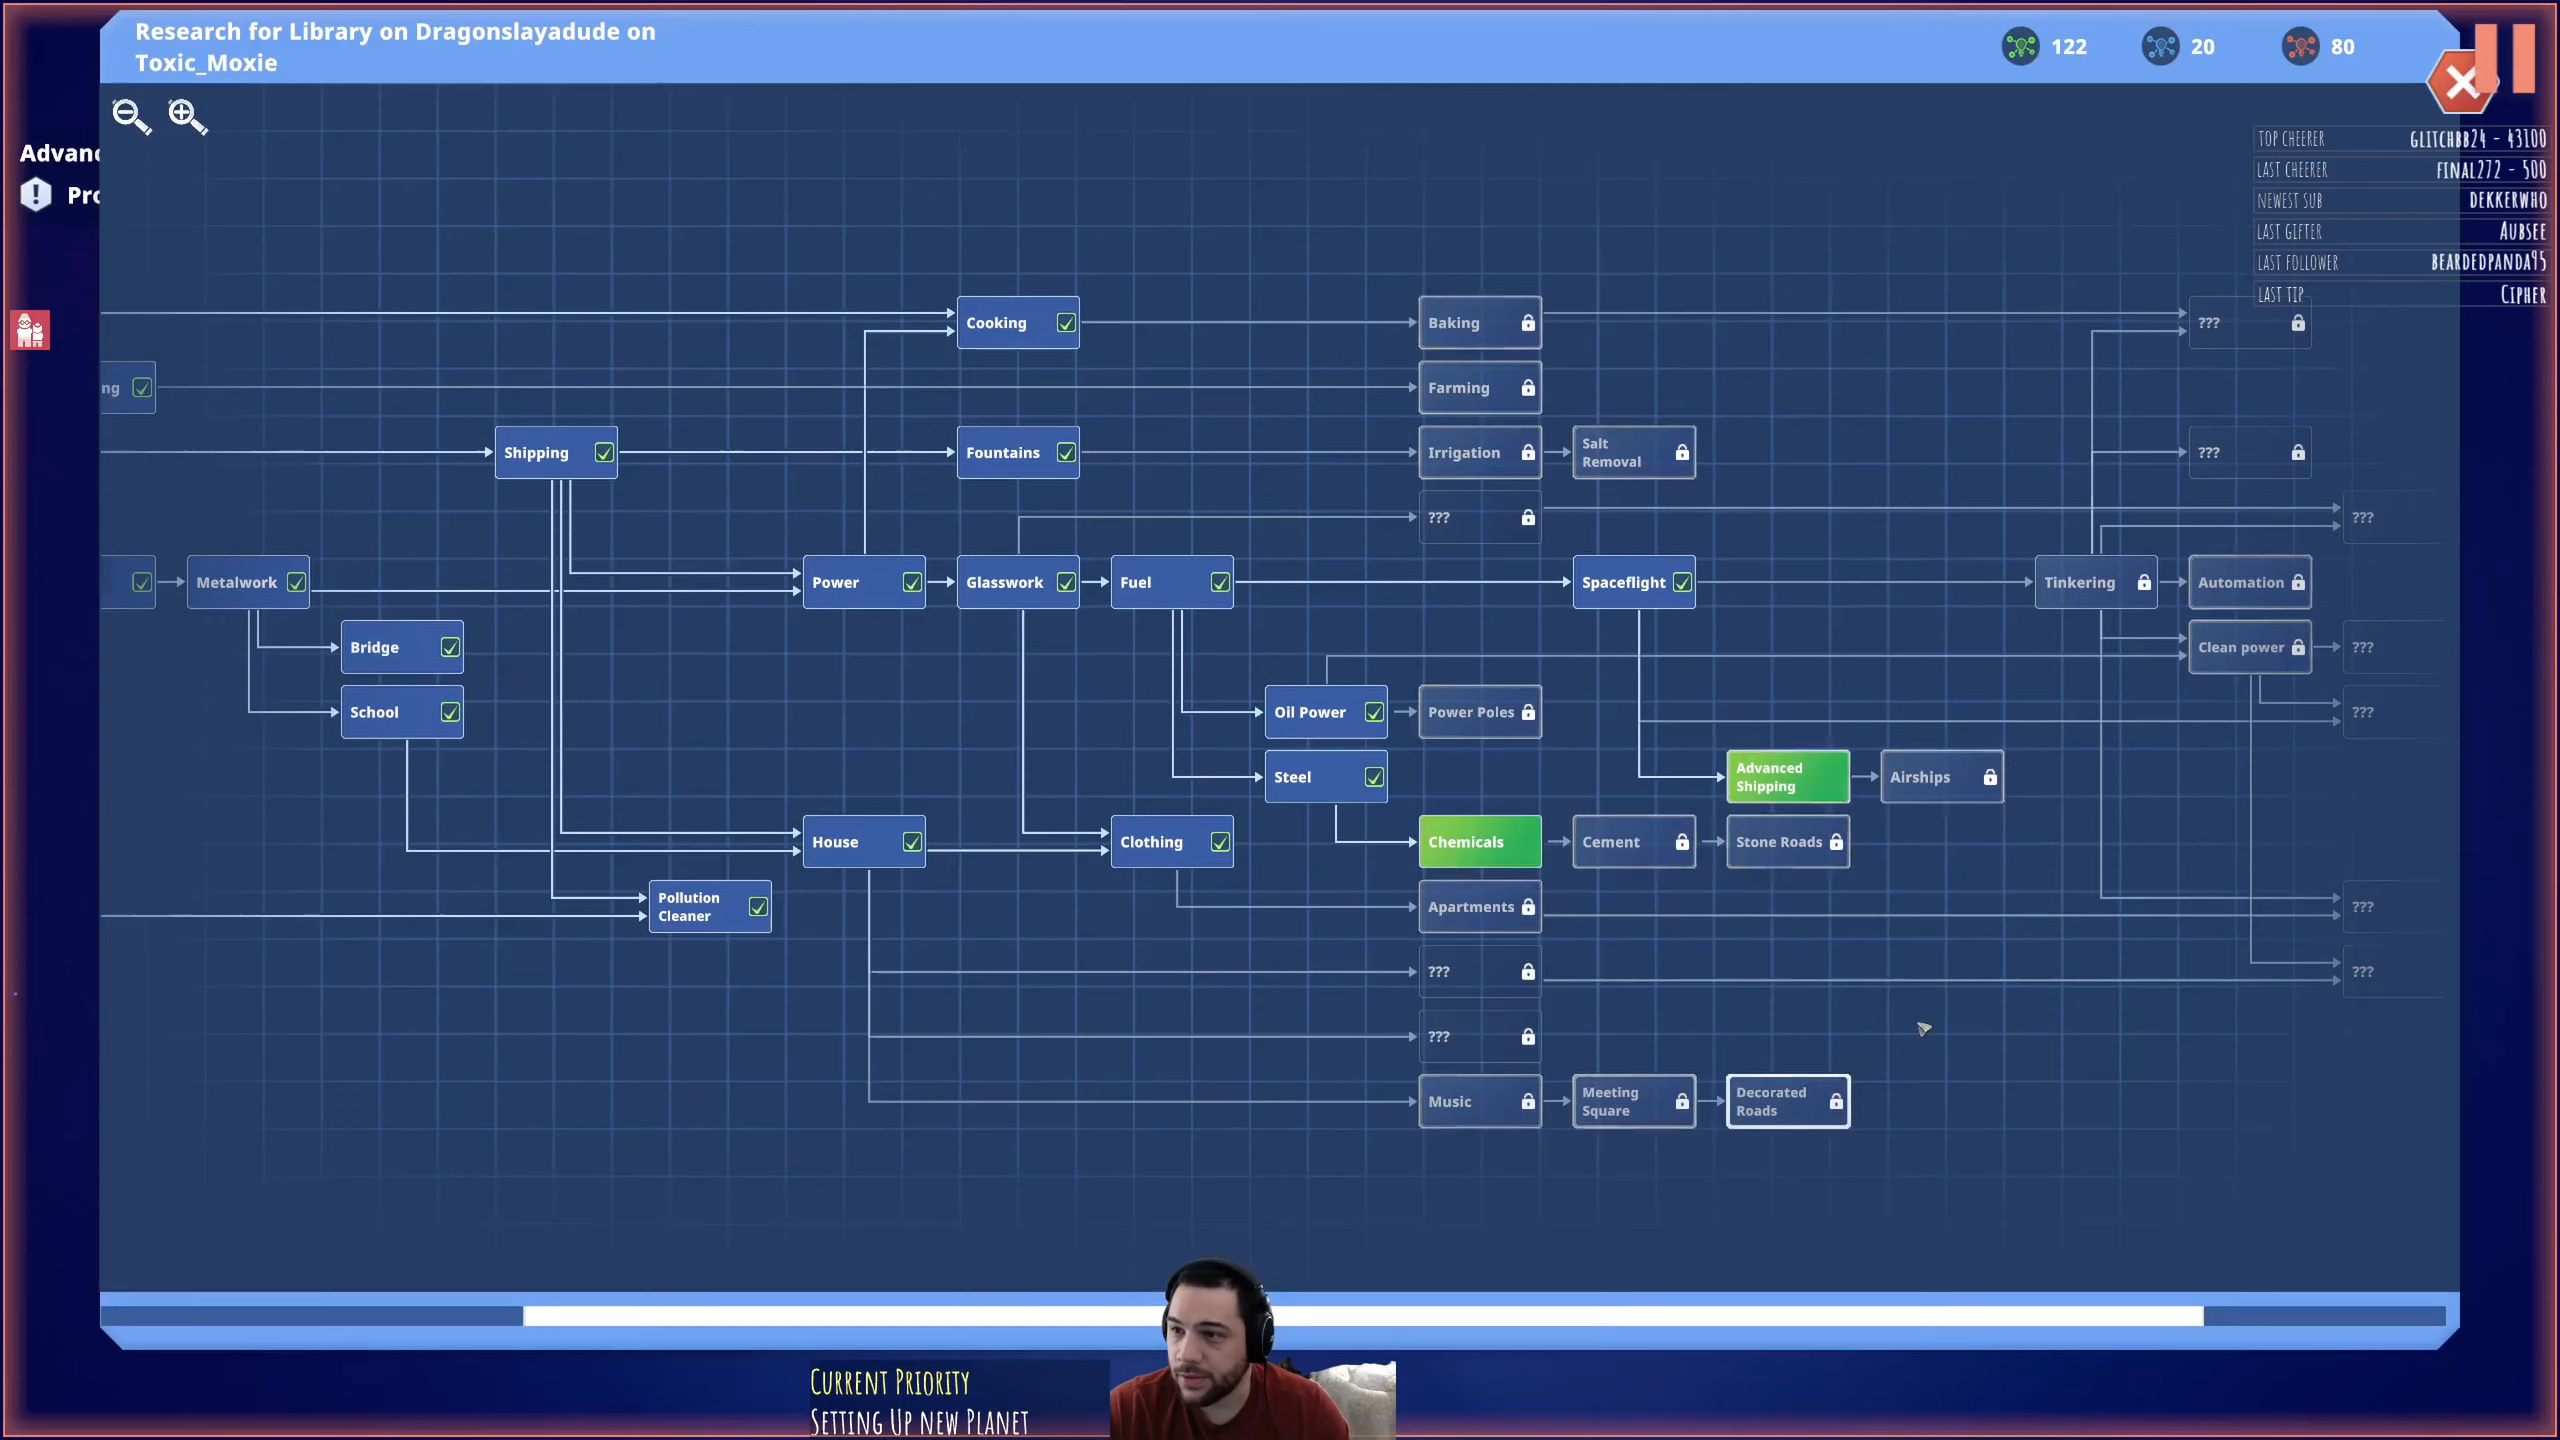 Research for Library on Dragonslayadude on
Toxic_Moxie
122
20
80
Advanc
Pro
TOP CHEERER GLITCHBB24 - 43100
LAST CHEERER FINAL272 - 500
NEWEST SUB DEKKERWHO
LAST GIFTER AUBSEE
LAST FOLLOWER BEARDEDPANDA95
LAST TIP CIPHER
Cooking
Baking
???
ng
Farming
Shipping
Fountains
Irrigation
Salt
Removal
???
???
???
Metalwork
Power
Glasswork
Fuel
Spaceflight
Tinkering
Automation
Bridge
Clean power
???
School
Oil Power
Power Poles
???
Steel
Advanced
Shipping
Airships
House
Clothing
Chemicals
Cement
Stone Roads
Pollution
Cleaner
Apartments
???
???
???
???
Music
Meeting
Square
Decorated
Roads
CURRENT PRIORITY
SETTING UP NEW PLANET